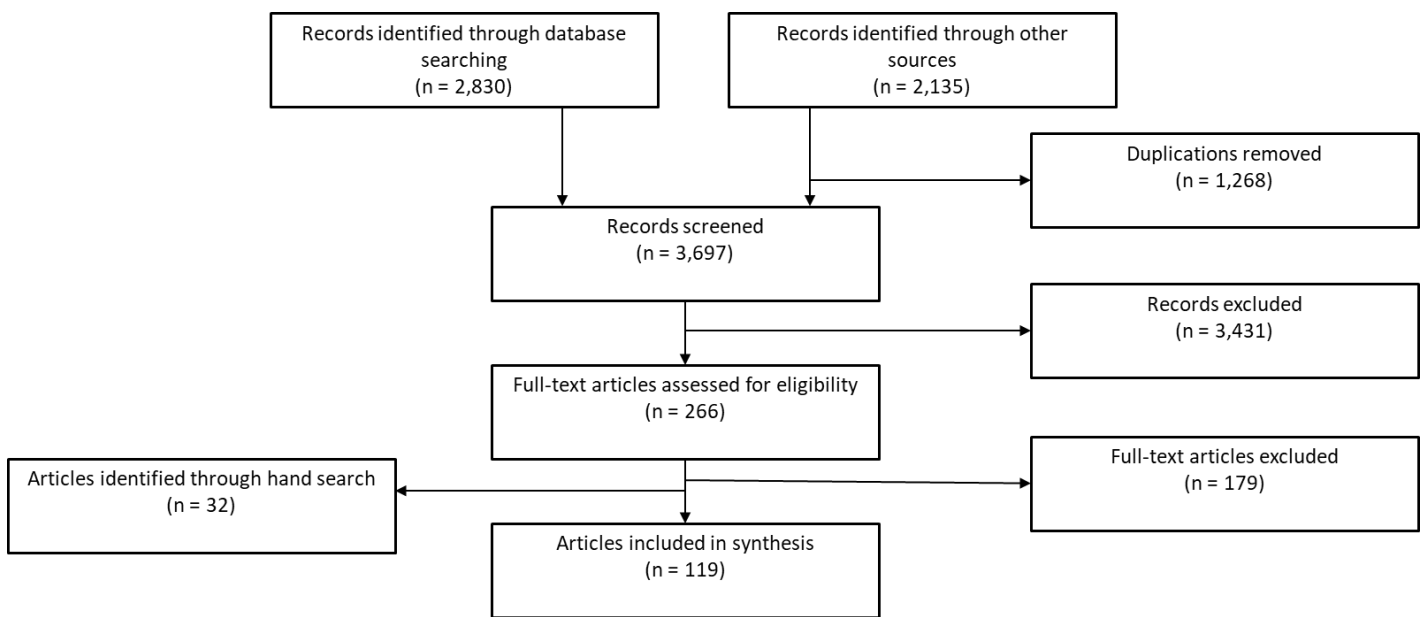 Records identified through database
searching
(n = 2,830)
Records identified through other
sources
(n = 2,135)
Duplications removed
(n = 1,268)
Records screened
(n = 3,697)
Records excluded
(n = 3,431)
Full-text articles assessed for eligibility
(n = 266)
Articles identified through hand search
(n = 32)
Full-text articles excluded
(n = 179)
Articles included in synthesis
(n = 119)